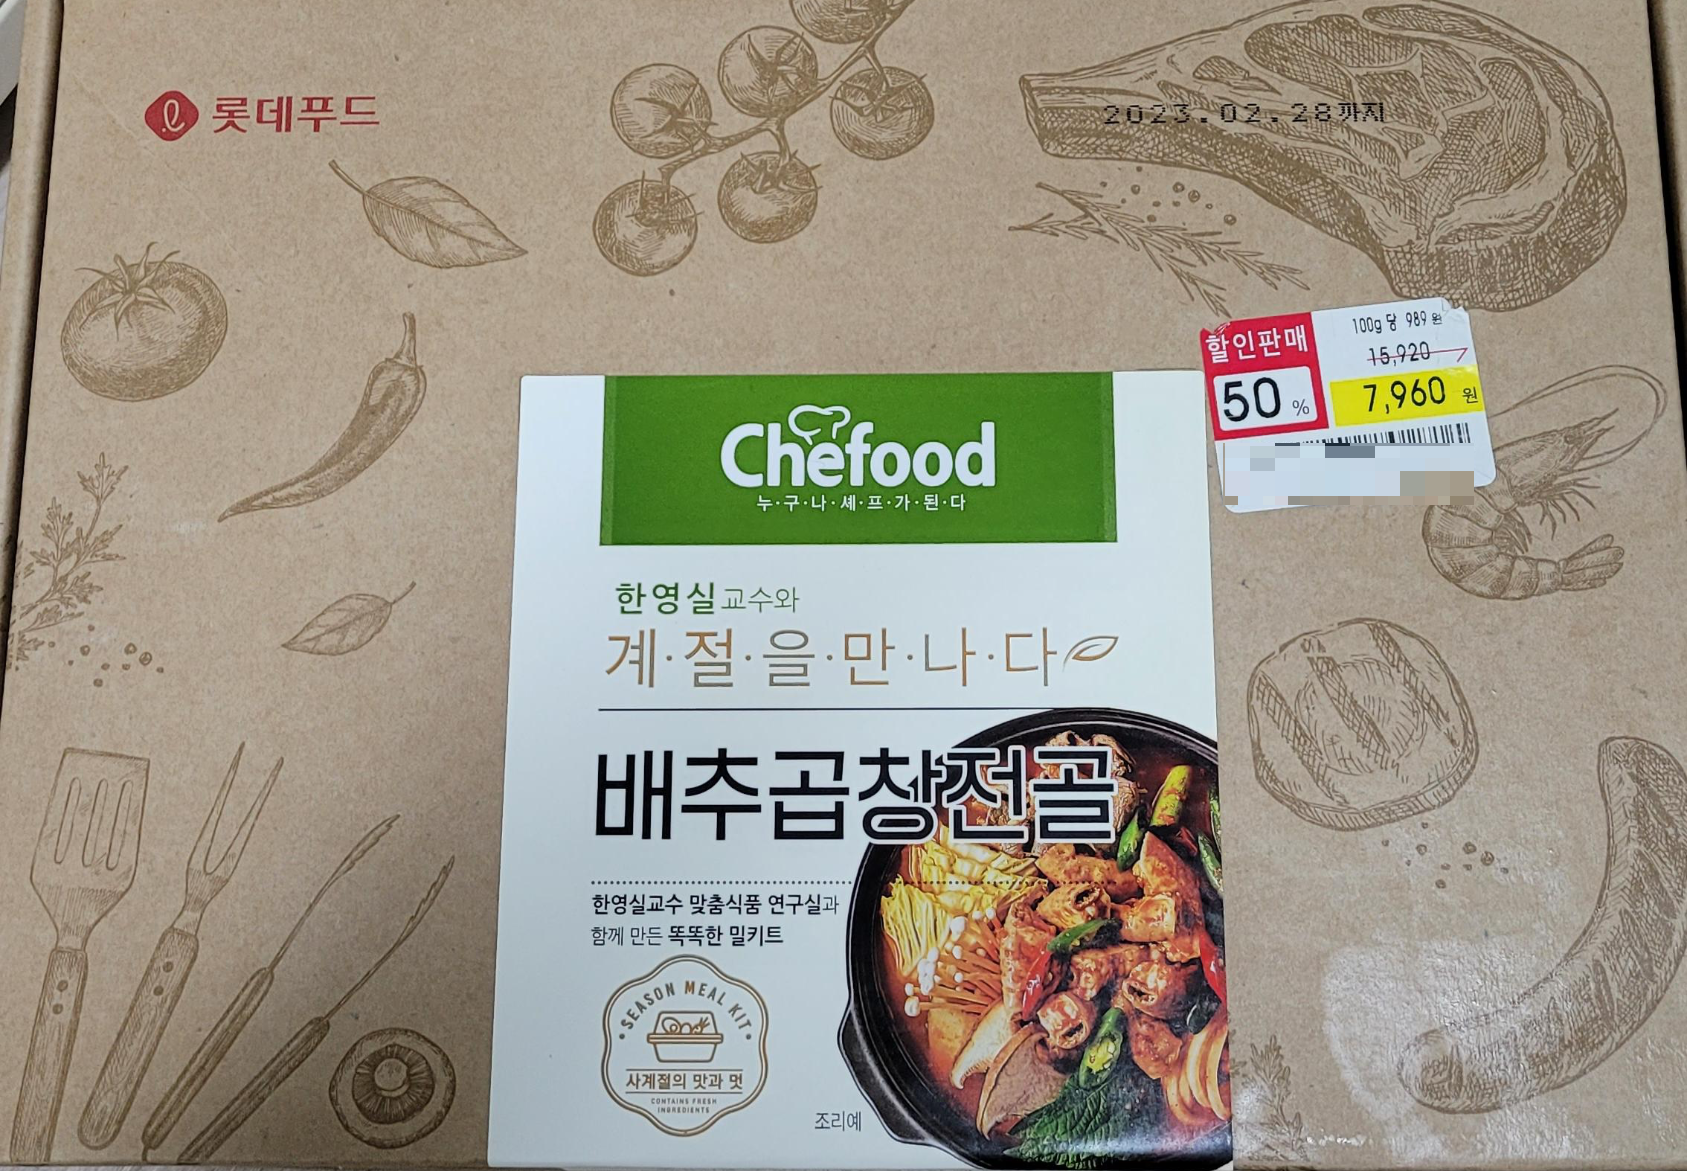 롯데푸드
2023.02.28까지
할인판매
50 %
100g 당 989 원
15,920
7,960 원
Chefood
누·구·나·셰·프·가·된·다
한영실교수와
계·절·을·만·나·다
배추곱창전골
한영실교수 맞춤식품 연구실과
함께 만든 똑똑한 밀키트
SEASON MEAL KIT
사계절의 맛과 멋
CONTAINS FRESH
INGREDIENTS
조리예